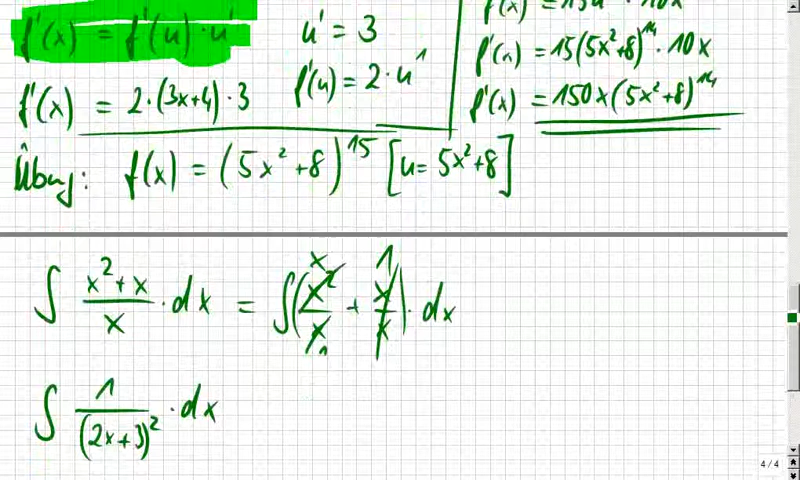 f'(x) = f'(u) · u'
u' = 3
f'(u) = 2 · u¹
f'(x) = 2 · (3x+4) · 3
f'(x) = 15(5x²+8)¹⁴ · 10x
f'(x) = 150x(5x²+8)¹⁴
Übung: f(x) = (5x²+8)¹⁵ [u = 5x²+8]
∫ (x²+x)/x · dx = ∫(x²/x + x/x) · dx
∫ 1/(2x+3)² · dx
4 / 4